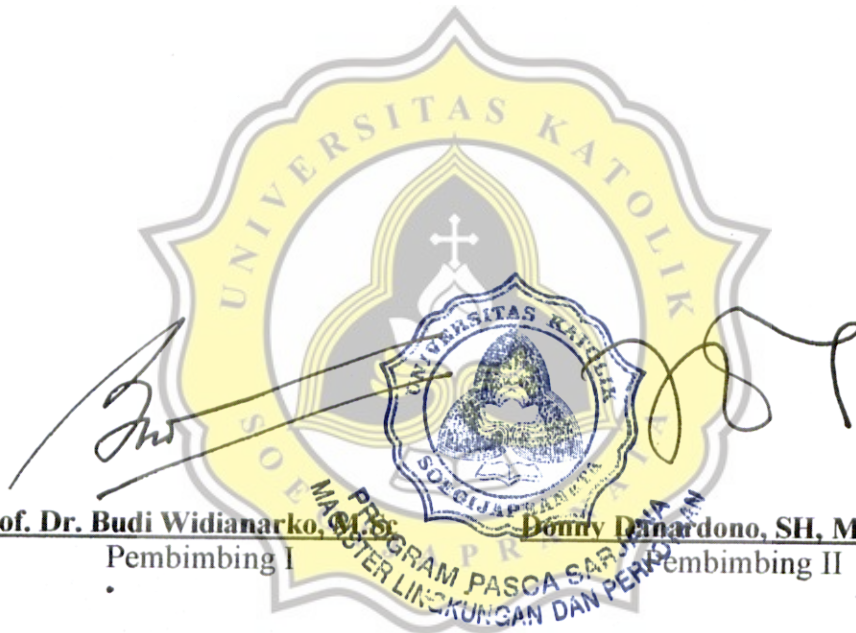 UNIVERSITAS KATOLIK
SOEGIJAPRANATA
UNIVERSITAS KATOLIK
SOEGIJAPRANATA
PROGRAM PASCA SARJANA
MAGISTER LINGKUNGAN DAN PERKOTAAN
of. Dr. Budi Widianarko, M.Sc
Donny Danardono, SH, M
Pembimbing I
Pembimbing II